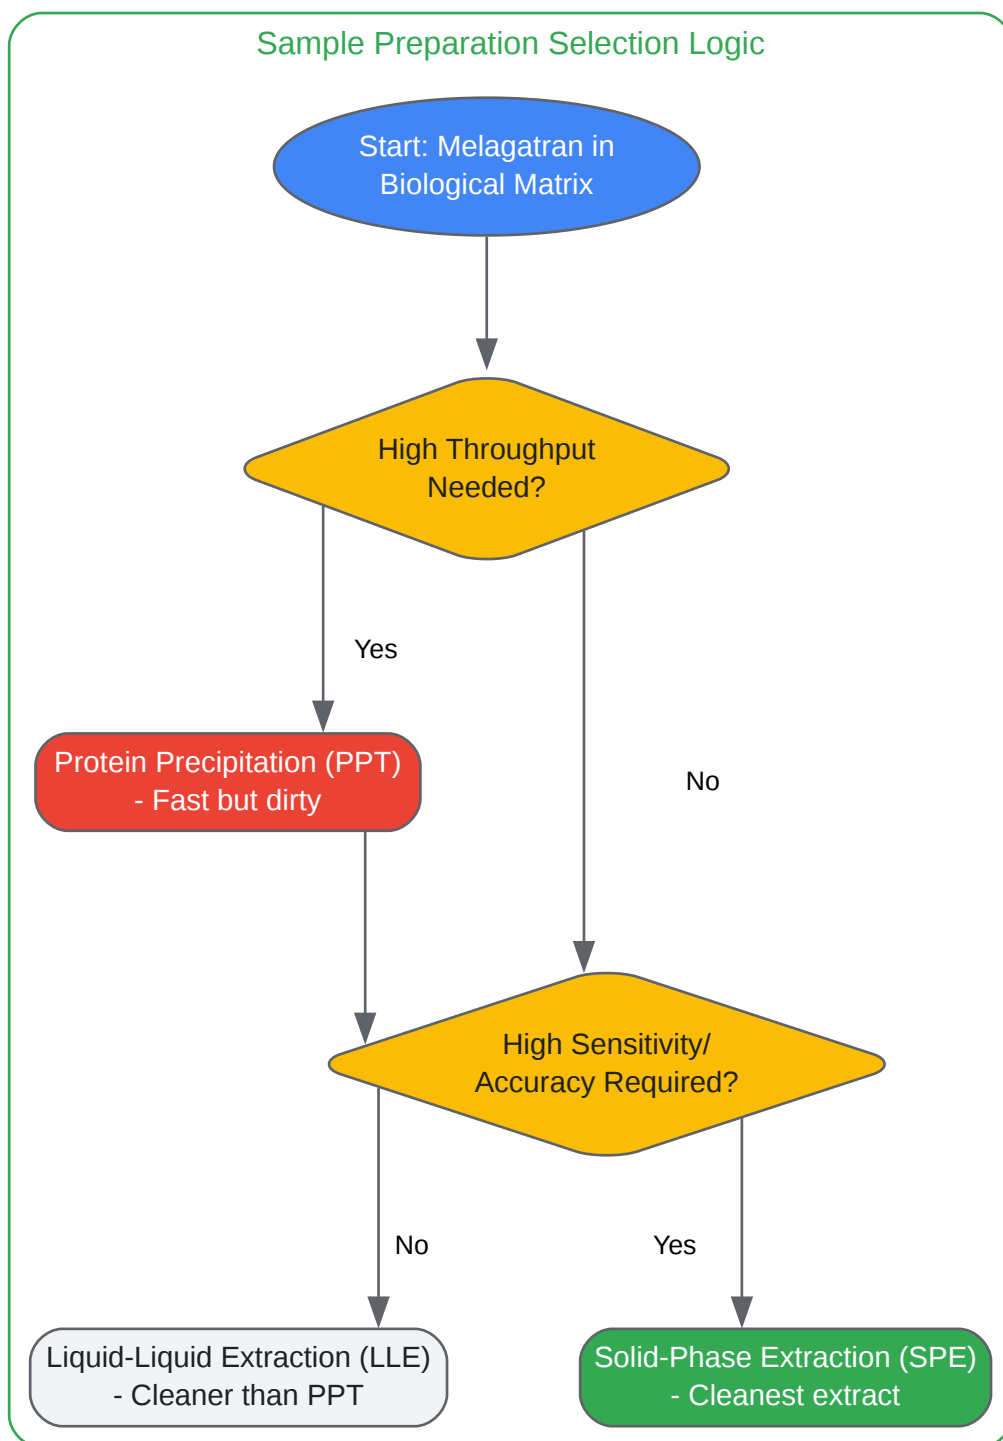 Sample Preparation Selection Logic
Start: Melagatran in
Biological Matrix
High Throughput
Needed?
Yes
Protein Precipitation (PPT)
- Fast but dirty
No
High Sensitivity/
Accuracy Required?
No
Yes
Liquid-Liquid Extraction (LLE)
- Cleaner than PPT
Solid-Phase Extraction (SPE)
- Cleanest extract